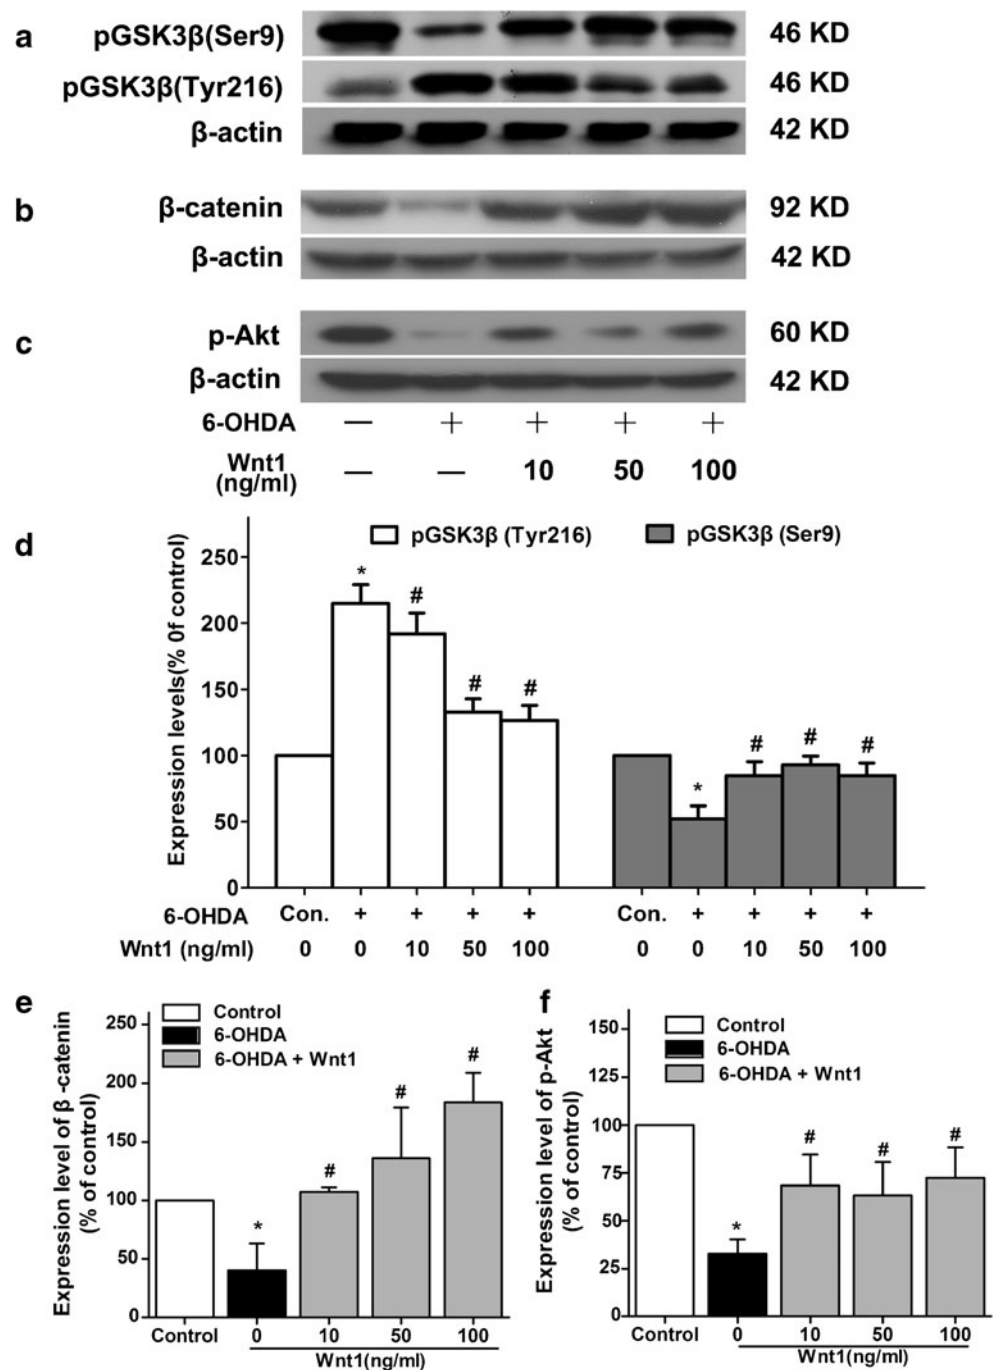 a
pGSK3β(Ser9) 46 KD
pGSK3β(Tyr216) 46 KD
β-actin 42 KD
b
β-catenin 92 KD
β-actin 42 KD
c
p-Akt 60 KD
β-actin 42 KD
6-OHDA — + + + +
Wnt1 (ng/ml) — — 10 50 100
d
pGSK3β (Tyr216) pGSK3β (Ser9)
Expression levels(% 0f control)
250
200
150
100
50
0
* # # # * # # #
6-OHDA Con. + + + + Con. + + + +
Wnt1 (ng/ml) 0 0 10 50 100 0 0 10 50 100
e
Control
6-OHDA
6-OHDA + Wnt1
Expression level of β -catenin
(% of control)
250
200
150
100
50
0
* # # #
Control 0 10 50 100
Wnt1(ng/ml)
f
Control
6-OHDA
6-OHDA + Wnt1
Expression level of p-Akt
(% of control)
150
125
100
75
50
25
0
* # # #
Control 0 10 50 100
Wnt1(ng/ml)